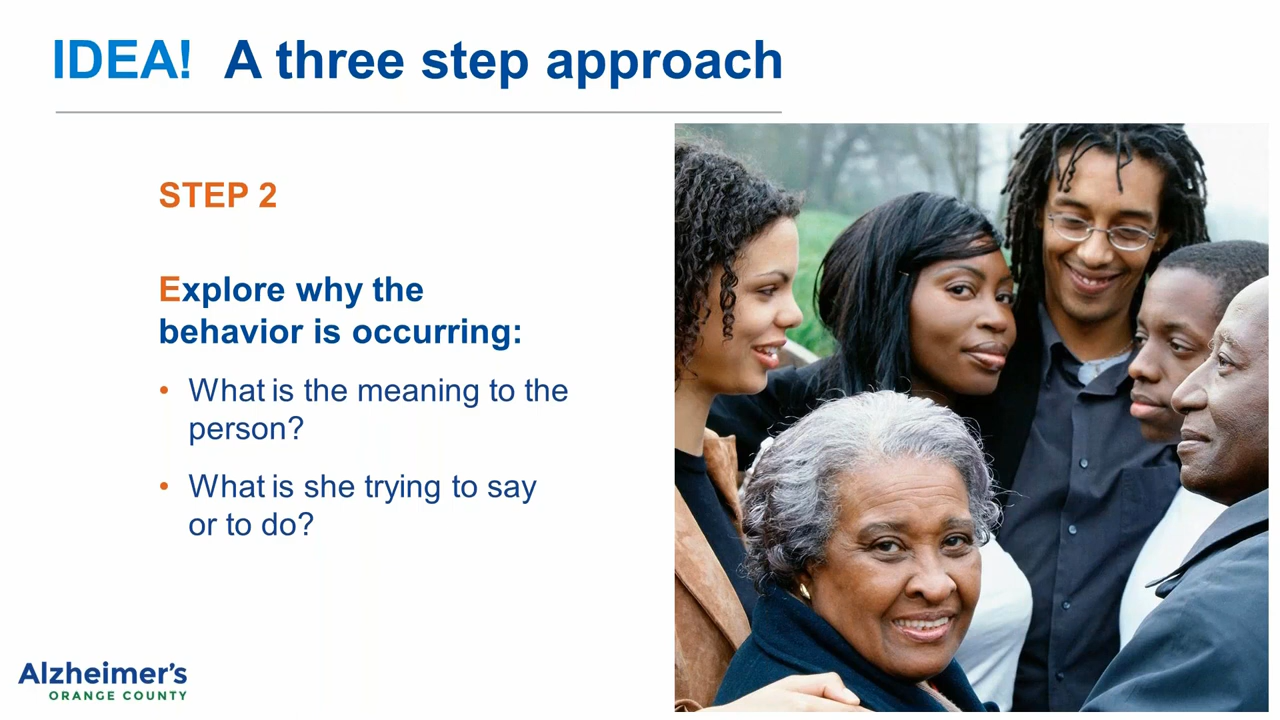 IDEA! A three step approach
STEP 2
Explore why the
behavior is occurring:
• What is the meaning to the
person?
• What is she trying to say
or to do?
Alzheimer's
ORANGE COUNTY